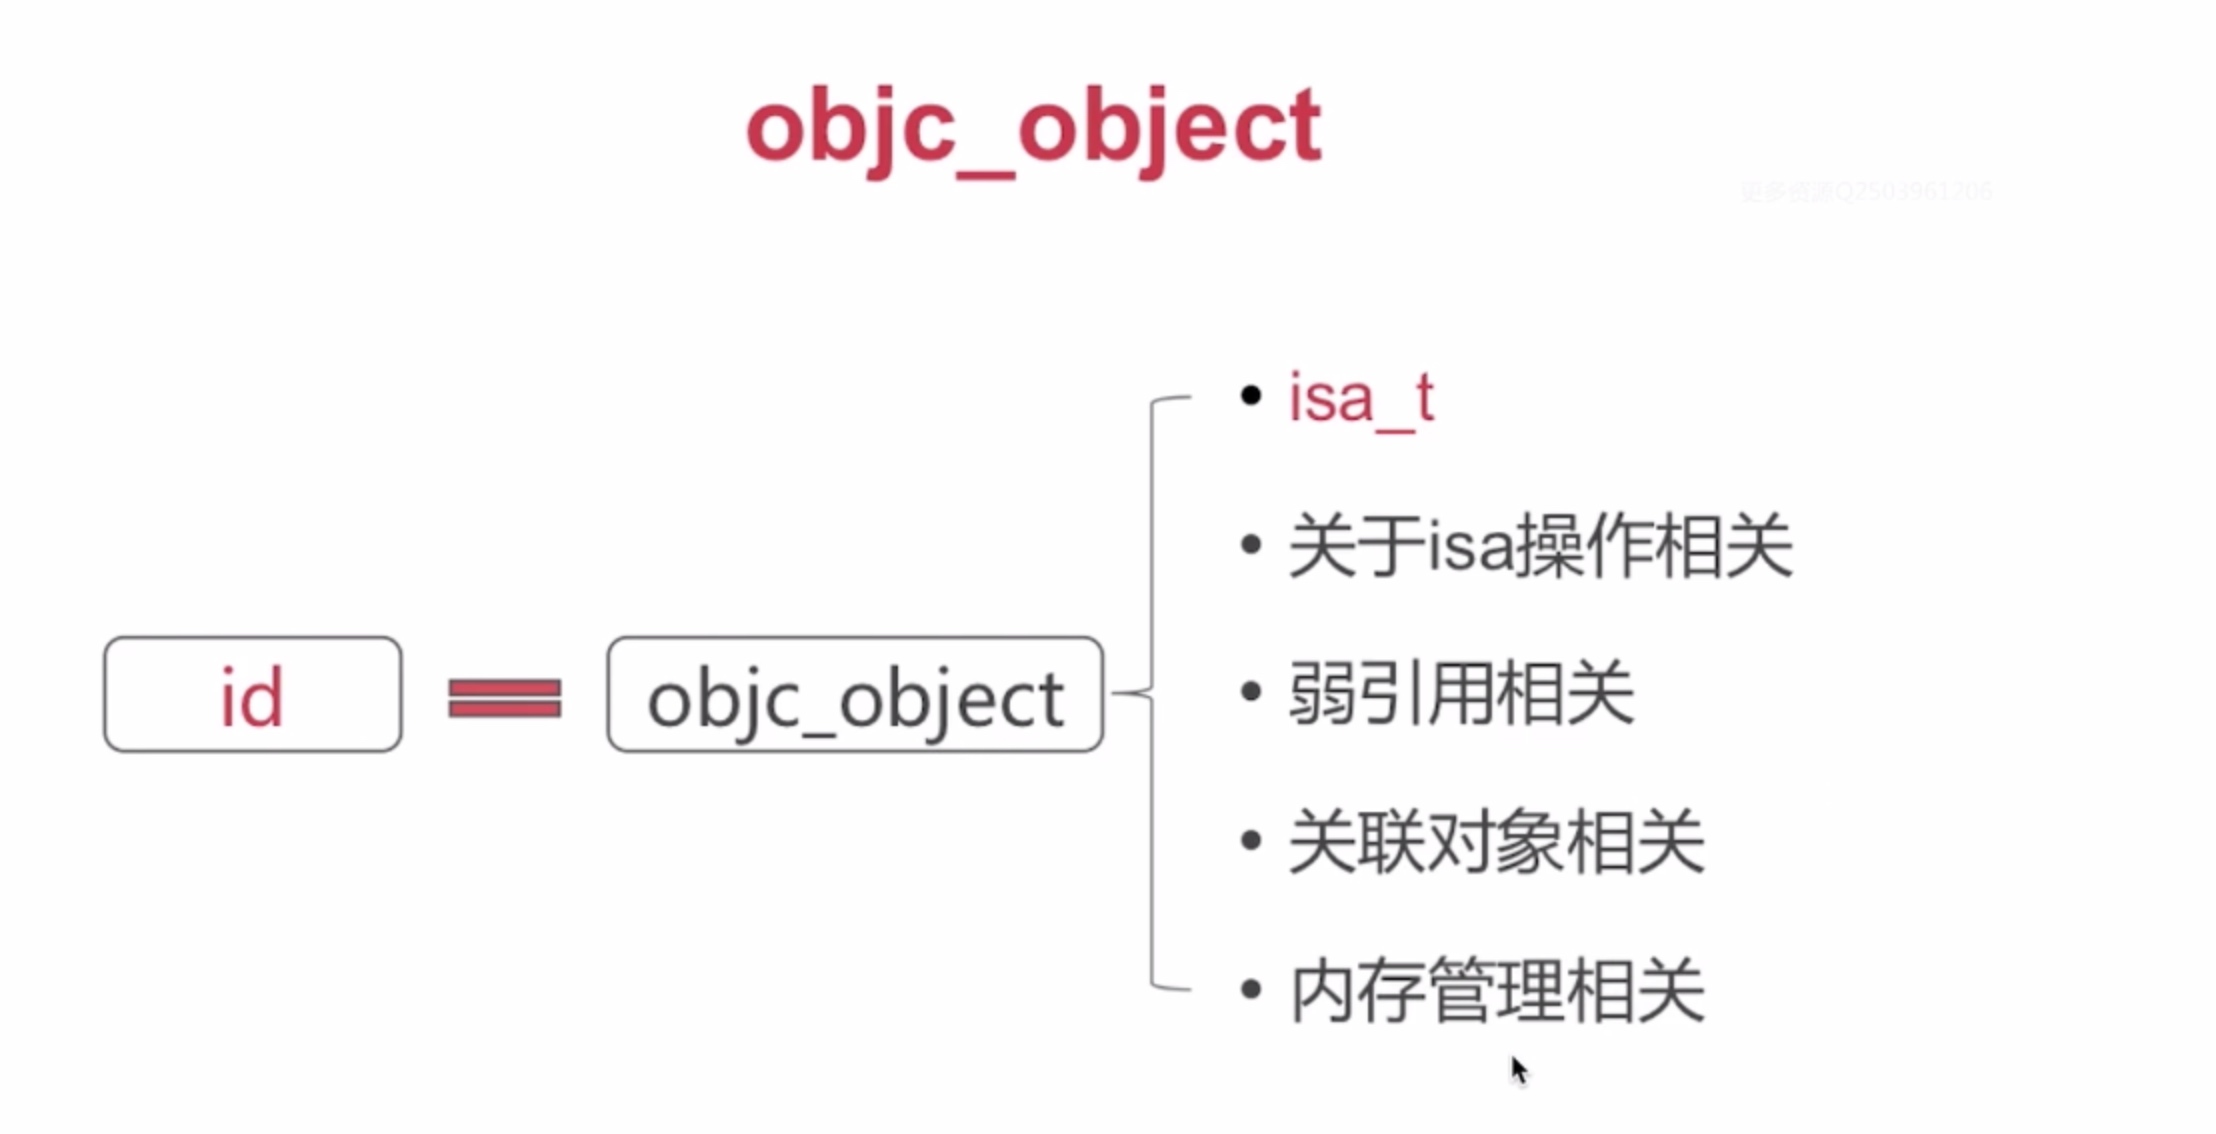 objc_object
更多资源Q2503961706
isa_t
关于isa操作相关
弱引用相关
id
objc_object
关联对象相关
内存管理相关